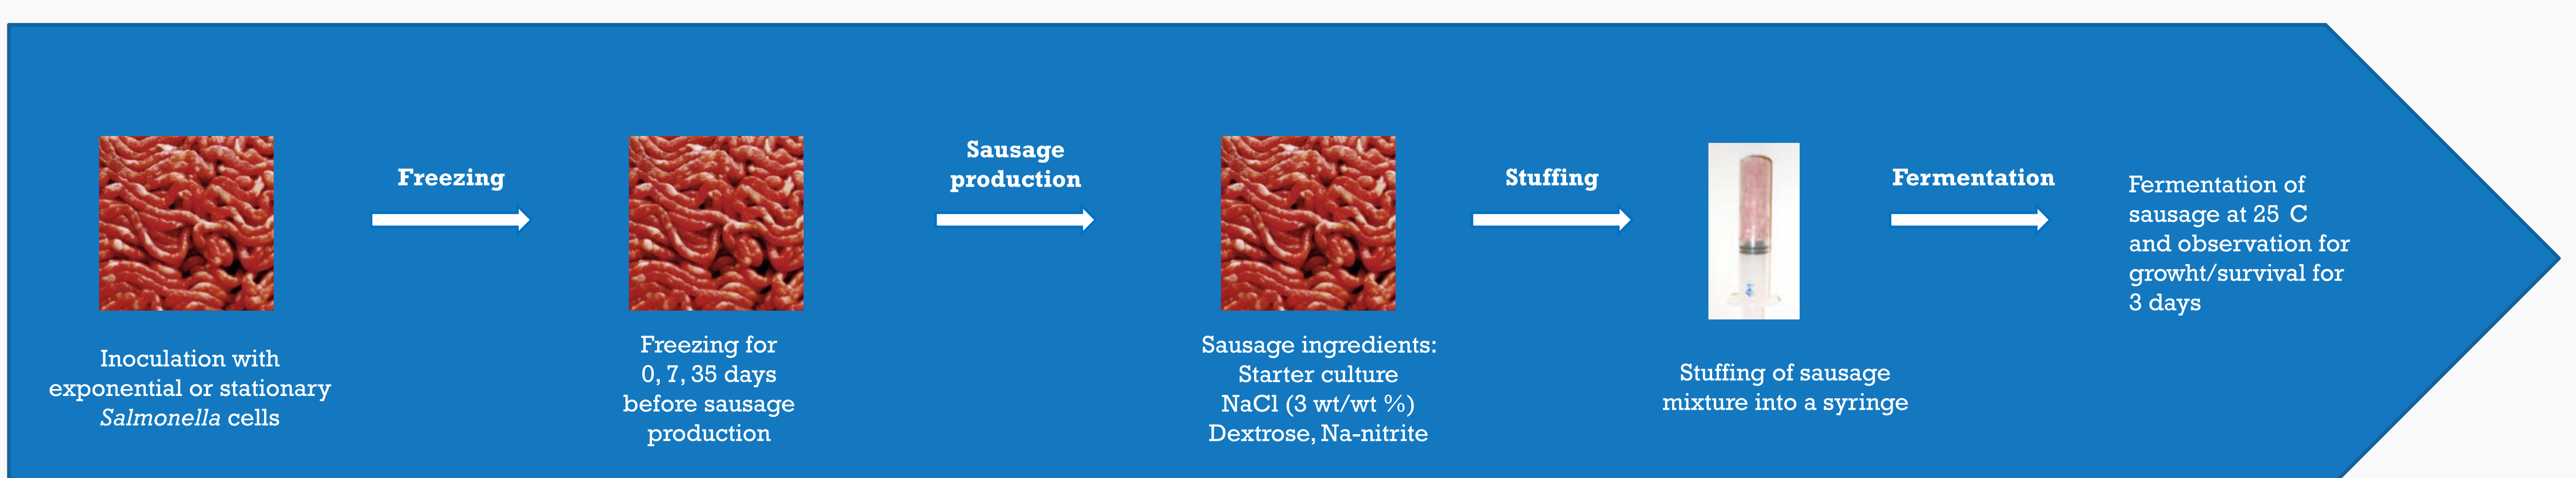 Inoculation with
exponential or stationary
Salmonella cells
Freezing
Freezing for
0, 7, 35 days
before sausage
production
Sausage
production
Sausage ingredients:
Starter culture
NaCl (3 wt/wt %)
Dextrose, Na-nitrite
Stuffing
Stuffing of sausage
mixture into a syringe
Fermentation
Fermentation of
sausage at 25 C
and observation for
growht/survival for
3 days